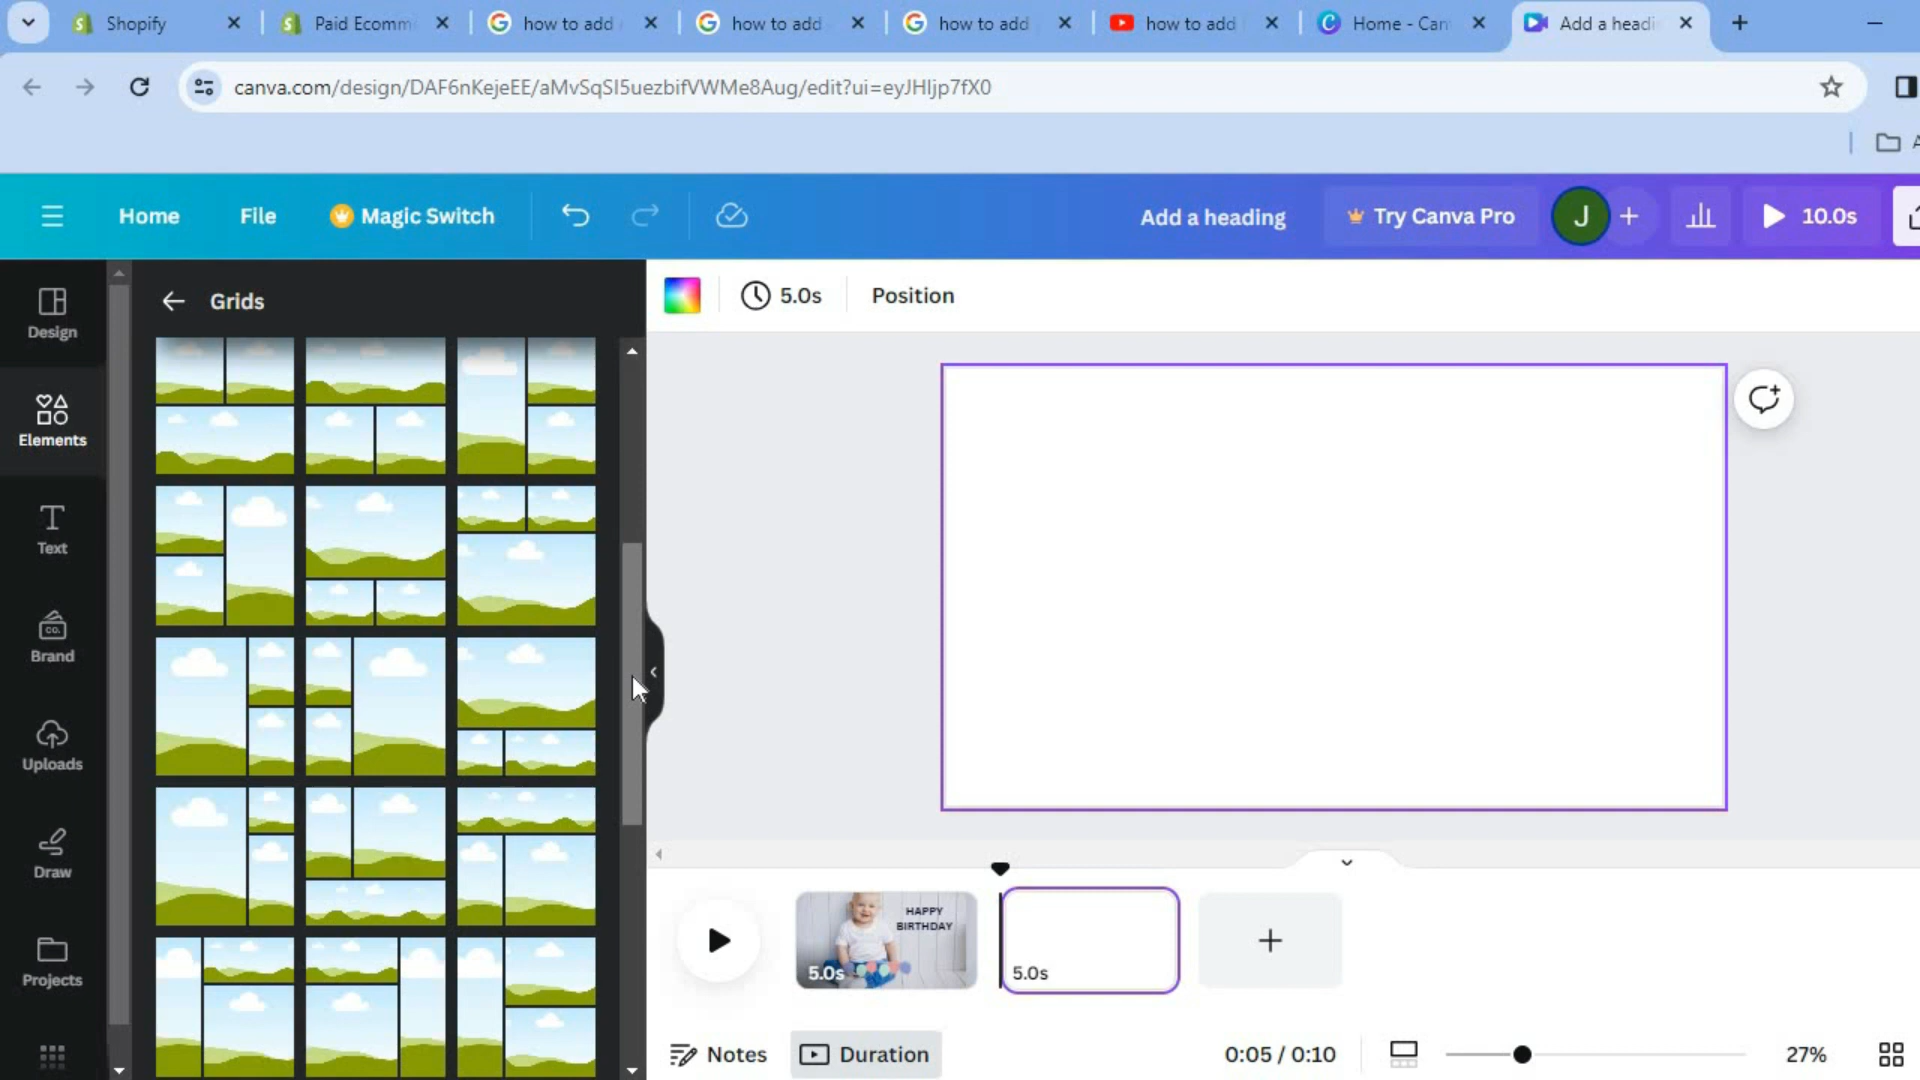 Shopify
Paid Ecomm
how to add
how to add
how to add
how to add
Home - Can
Add a headi
canva.com/design/DAF6nKejeEE/aMvSqSI5uezbifVWMe8Aug/edit?ui=eyJHIjp7fX0
Home
File
Magic Switch
Add a heading
Try Canva Pro
J
10.0s
Design
Elements
Text
Brand
CO.
Uploads
Draw
Projects
Grids
5.0s
Position
HAPPY
BIRTHDAY
5.0s
5.0s
Notes
Duration
0:05 / 0:10
27%